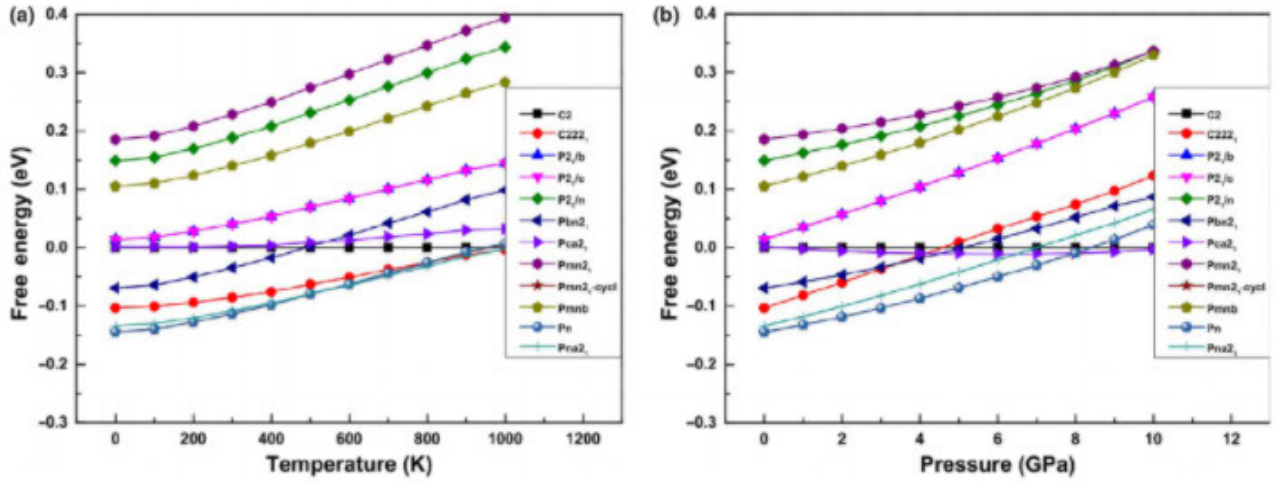 (a)
0.4
0.3
0.2
0.1
0.0
−0.1
−0.2
−0.3
Free energy (eV)
0 200 400 600 800 1000 1200
Temperature (K)
C2
C222₁
P2₁/b
P2₁/c
P2₁/n
Pbn2₁
Pca2₁
Pmn2₁
Pmn2₁-cycl
Pmnb
Pn
Pna2₁
(b)
0.4
0.3
0.2
0.1
0.0
−0.1
−0.2
−0.3
Free energy (eV)
0 2 4 6 8 10 12
Pressure (GPa)
C2
C222₁
P2₁/b
P2₁/c
P2₁/n
Pbn2₁
Pca2₁
Pmn2₁
Pmn2₁-cycl
Pmnb
Pn
Pna2₁